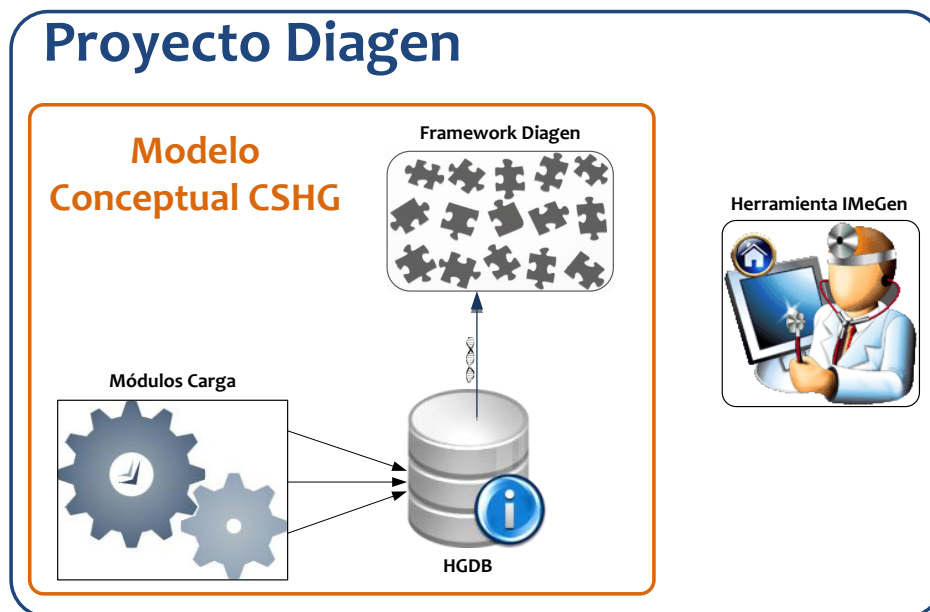 Proyecto Diagen
Modelo
Conceptual CSHG
Framework Diagen
Herramienta IMeGen
Módulos Carga
HGDB